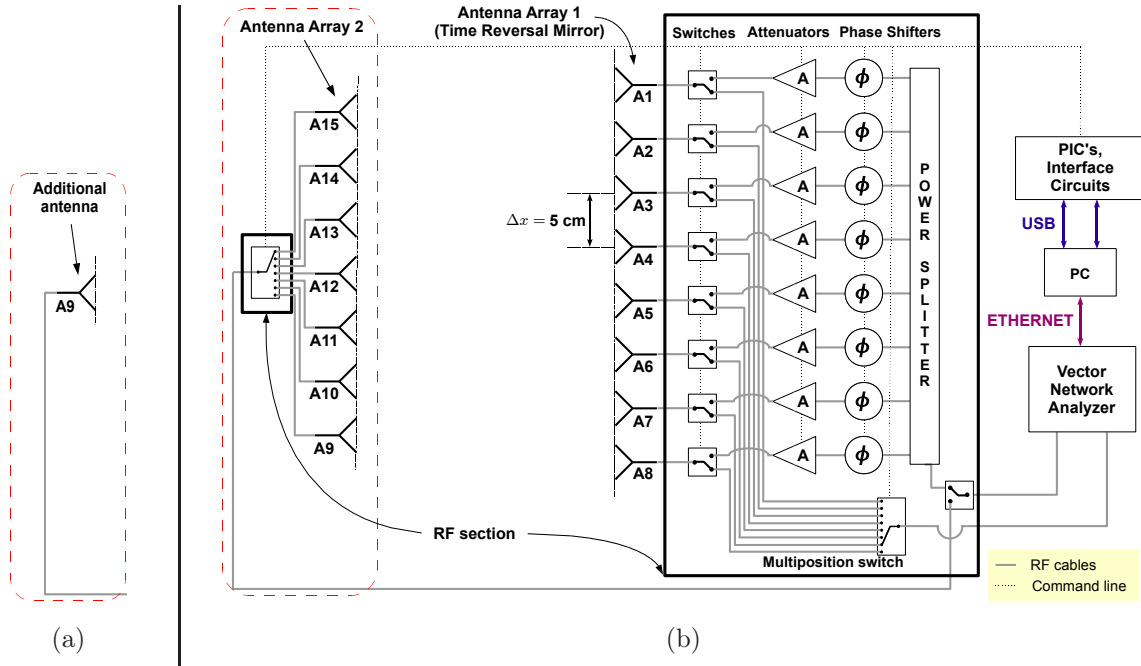 Additional
antenna
A9
(a)
Antenna Array 2
A15
A14
A13
A12
A11
A10
A9
RF section
Antenna Array 1
(Time Reversal Mirror)
A1
A2
A3
A4
A5
A6
A7
A8
Δx = 5 cm
Switches
Attenuators
Phase Shifters
A
ϕ
A
ϕ
A
ϕ
A
ϕ
A
ϕ
A
ϕ
A
ϕ
A
ϕ
POWER SPLITTER
Multiposition switch
PIC's,
Interface
Circuits
USB
PC
ETHERNET
Vector
Network
Analyzer
RF cables
Command line
(b)